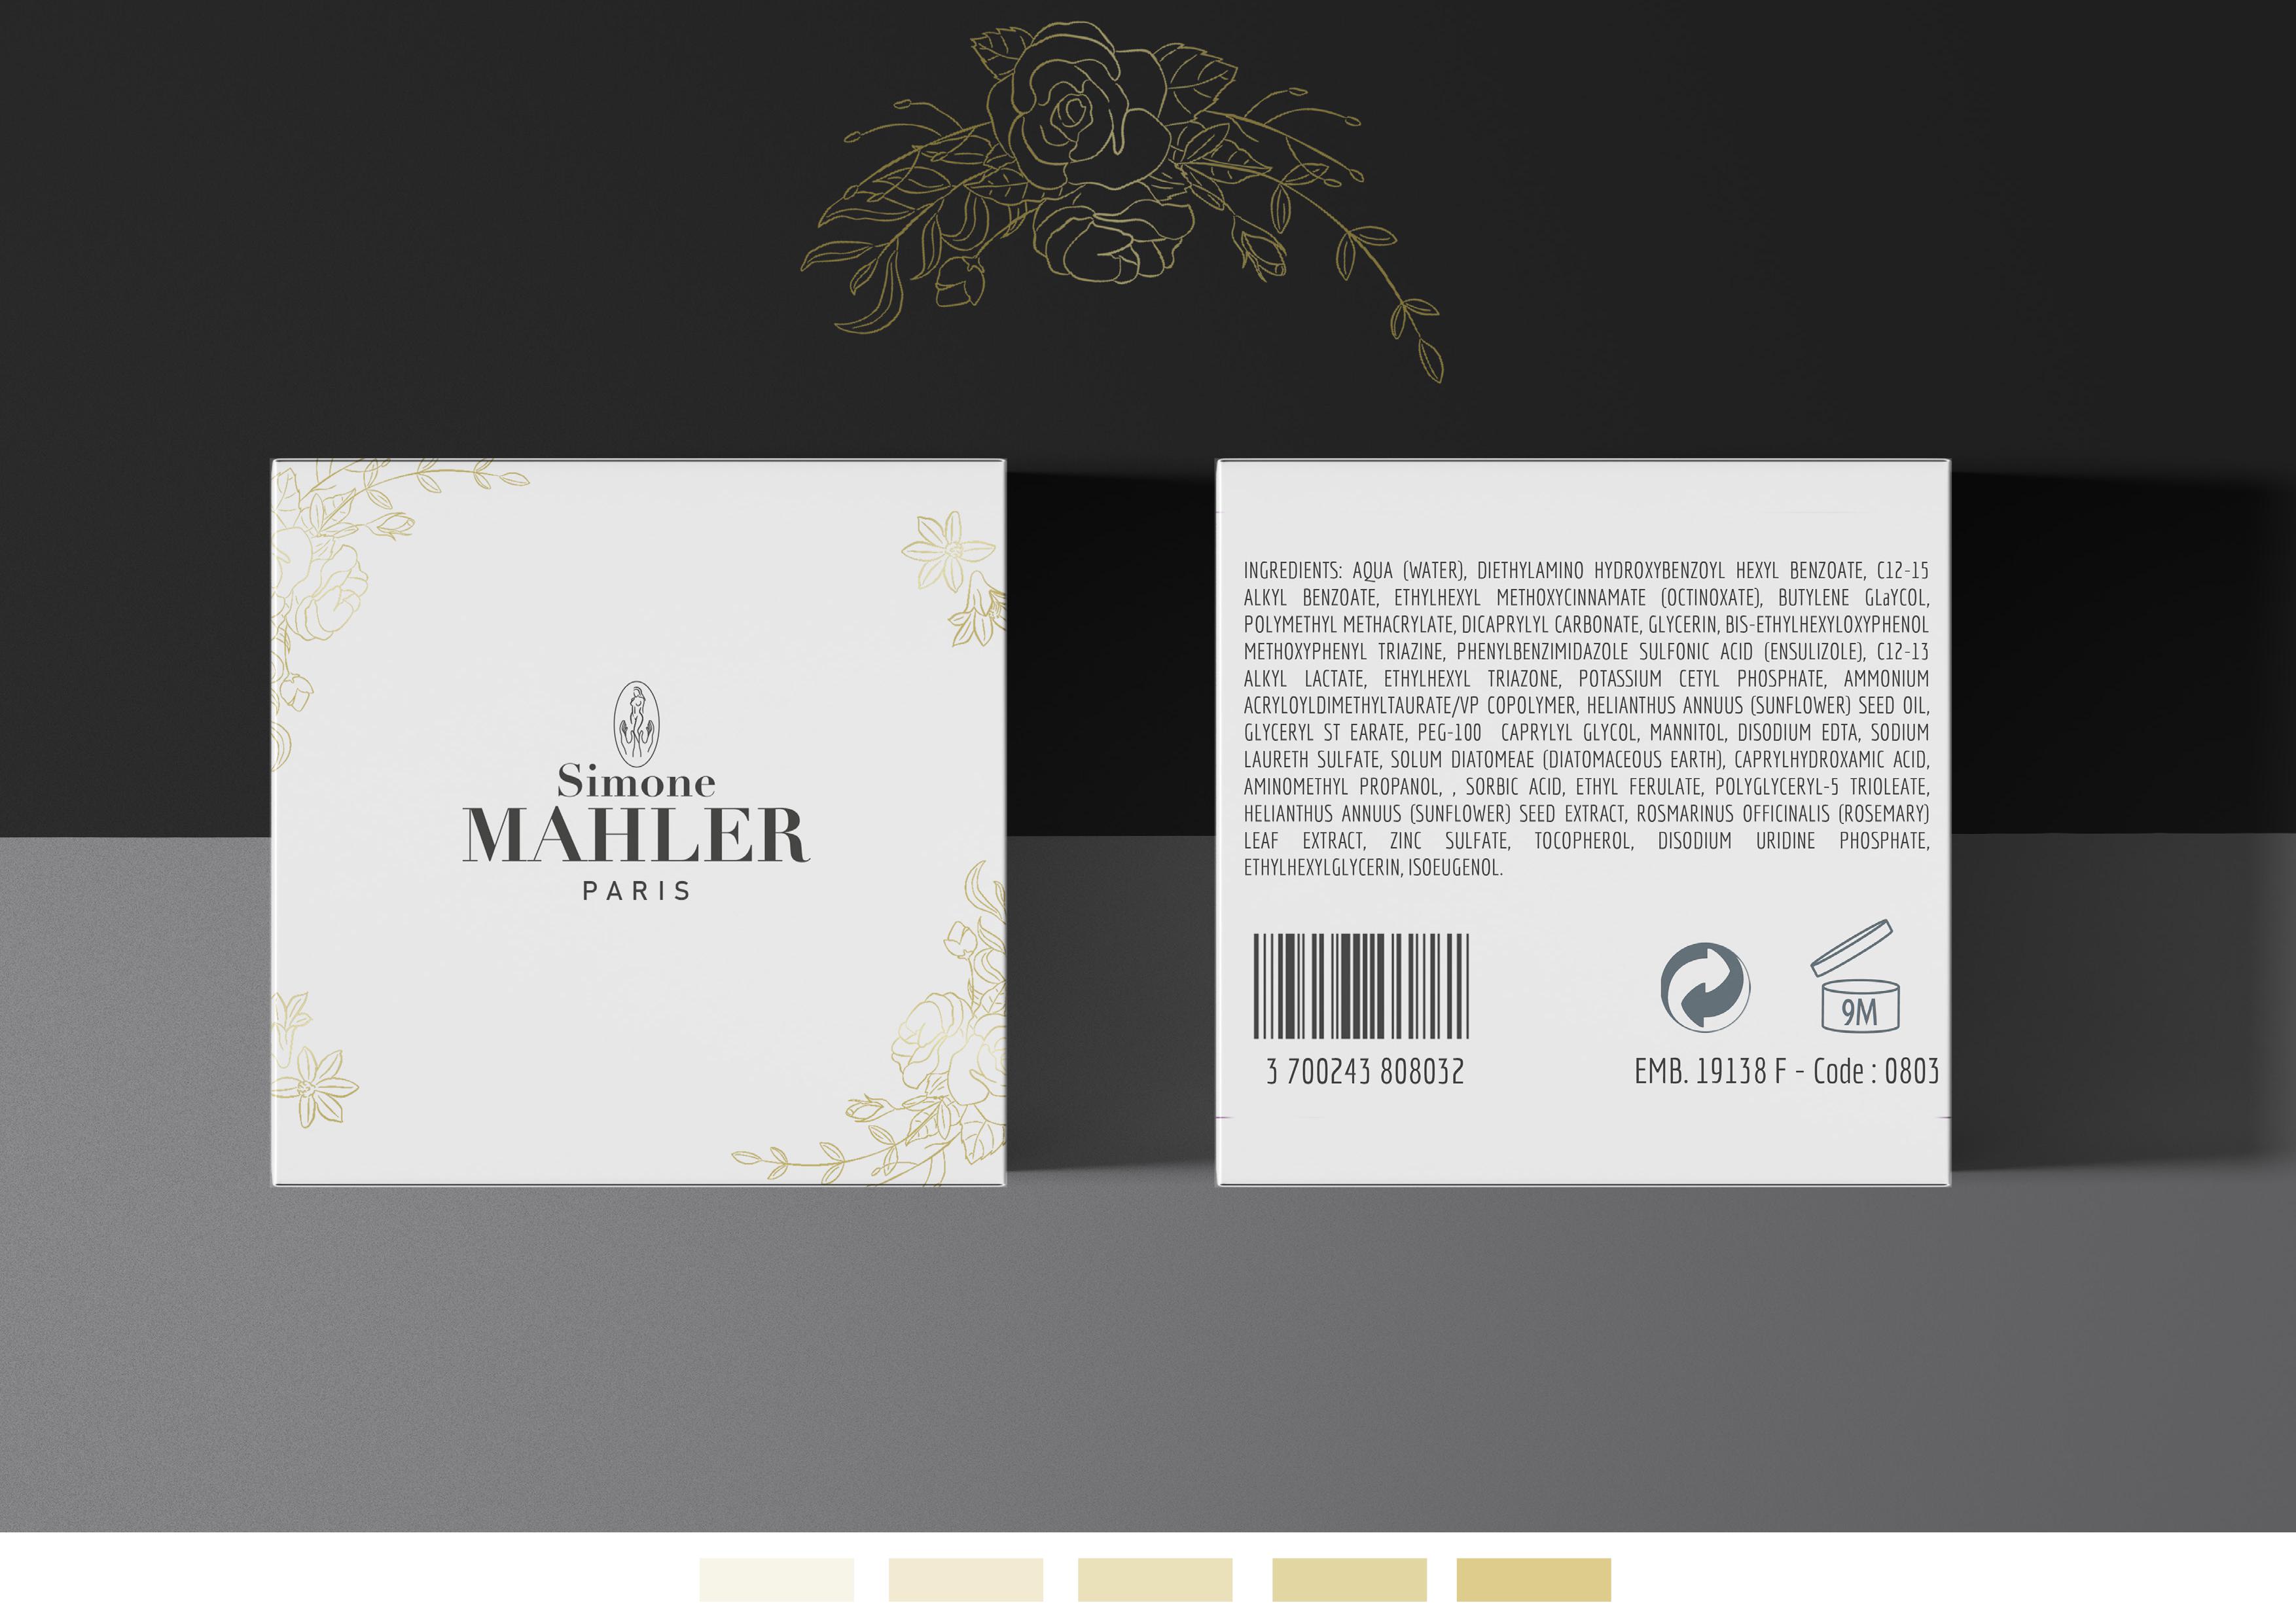 Simone
MAHLER
PARIS
INGREDIENTS: AQUA (WATER), DIETHYLAMINO HYDROXYBENZOYL HEXYL BENZOATE, C12-15
ALKYL BENZOATE, ETHYLHEXYL METHOXYCINNAMATE (OCTINOXATE), BUTYLENE GLaYCOL,
POLYMETHYL METHACRYLATE, DICAPRYLYL CARBONATE, GLYCERIN, BIS-ETHYLHEXYLOXYPHENOL
METHOXYPHENYL TRIAZINE, PHENYLBENZIMIDAZOLE SULFONIC ACID (ENSULIZOLE), C12-13
ALKYL LACTATE, ETHYLHEXYL TRIAZONE, POTASSIUM CETYL PHOSPHATE, AMMONIUM
ACRYLOYLDIMETHYLTAURATE/VP COPOLYMER, HELIANTHUS ANNUUS (SUNFLOWER) SEED OIL,
GLYCERYL ST EARATE, PEG-100 CAPRYLYL GLYCOL, MANNITOL, DISODIUM EDTA, SODIUM
LAURETH SULFATE, SOLUM DIATOMEAE (DIATOMACEOUS EARTH), CAPRYLHYDROXAMIC ACID,
AMINOMETHYL PROPANOL, , SORBIC ACID, ETHYL FERULATE, POLYGLYCERYL-5 TRIOLEATE,
HELIANTHUS ANNUUS (SUNFLOWER) SEED EXTRACT, ROSMARINUS OFFICINALIS (ROSEMARY)
LEAF EXTRACT, ZINC SULFATE, TOCOPHEROL, DISODIUM URIDINE PHOSPHATE,
ETHYLHEXYLGLYCERIN, ISOEUGENOL.
9M
3 700243 808032
EMB. 19138 F - Code : 0803